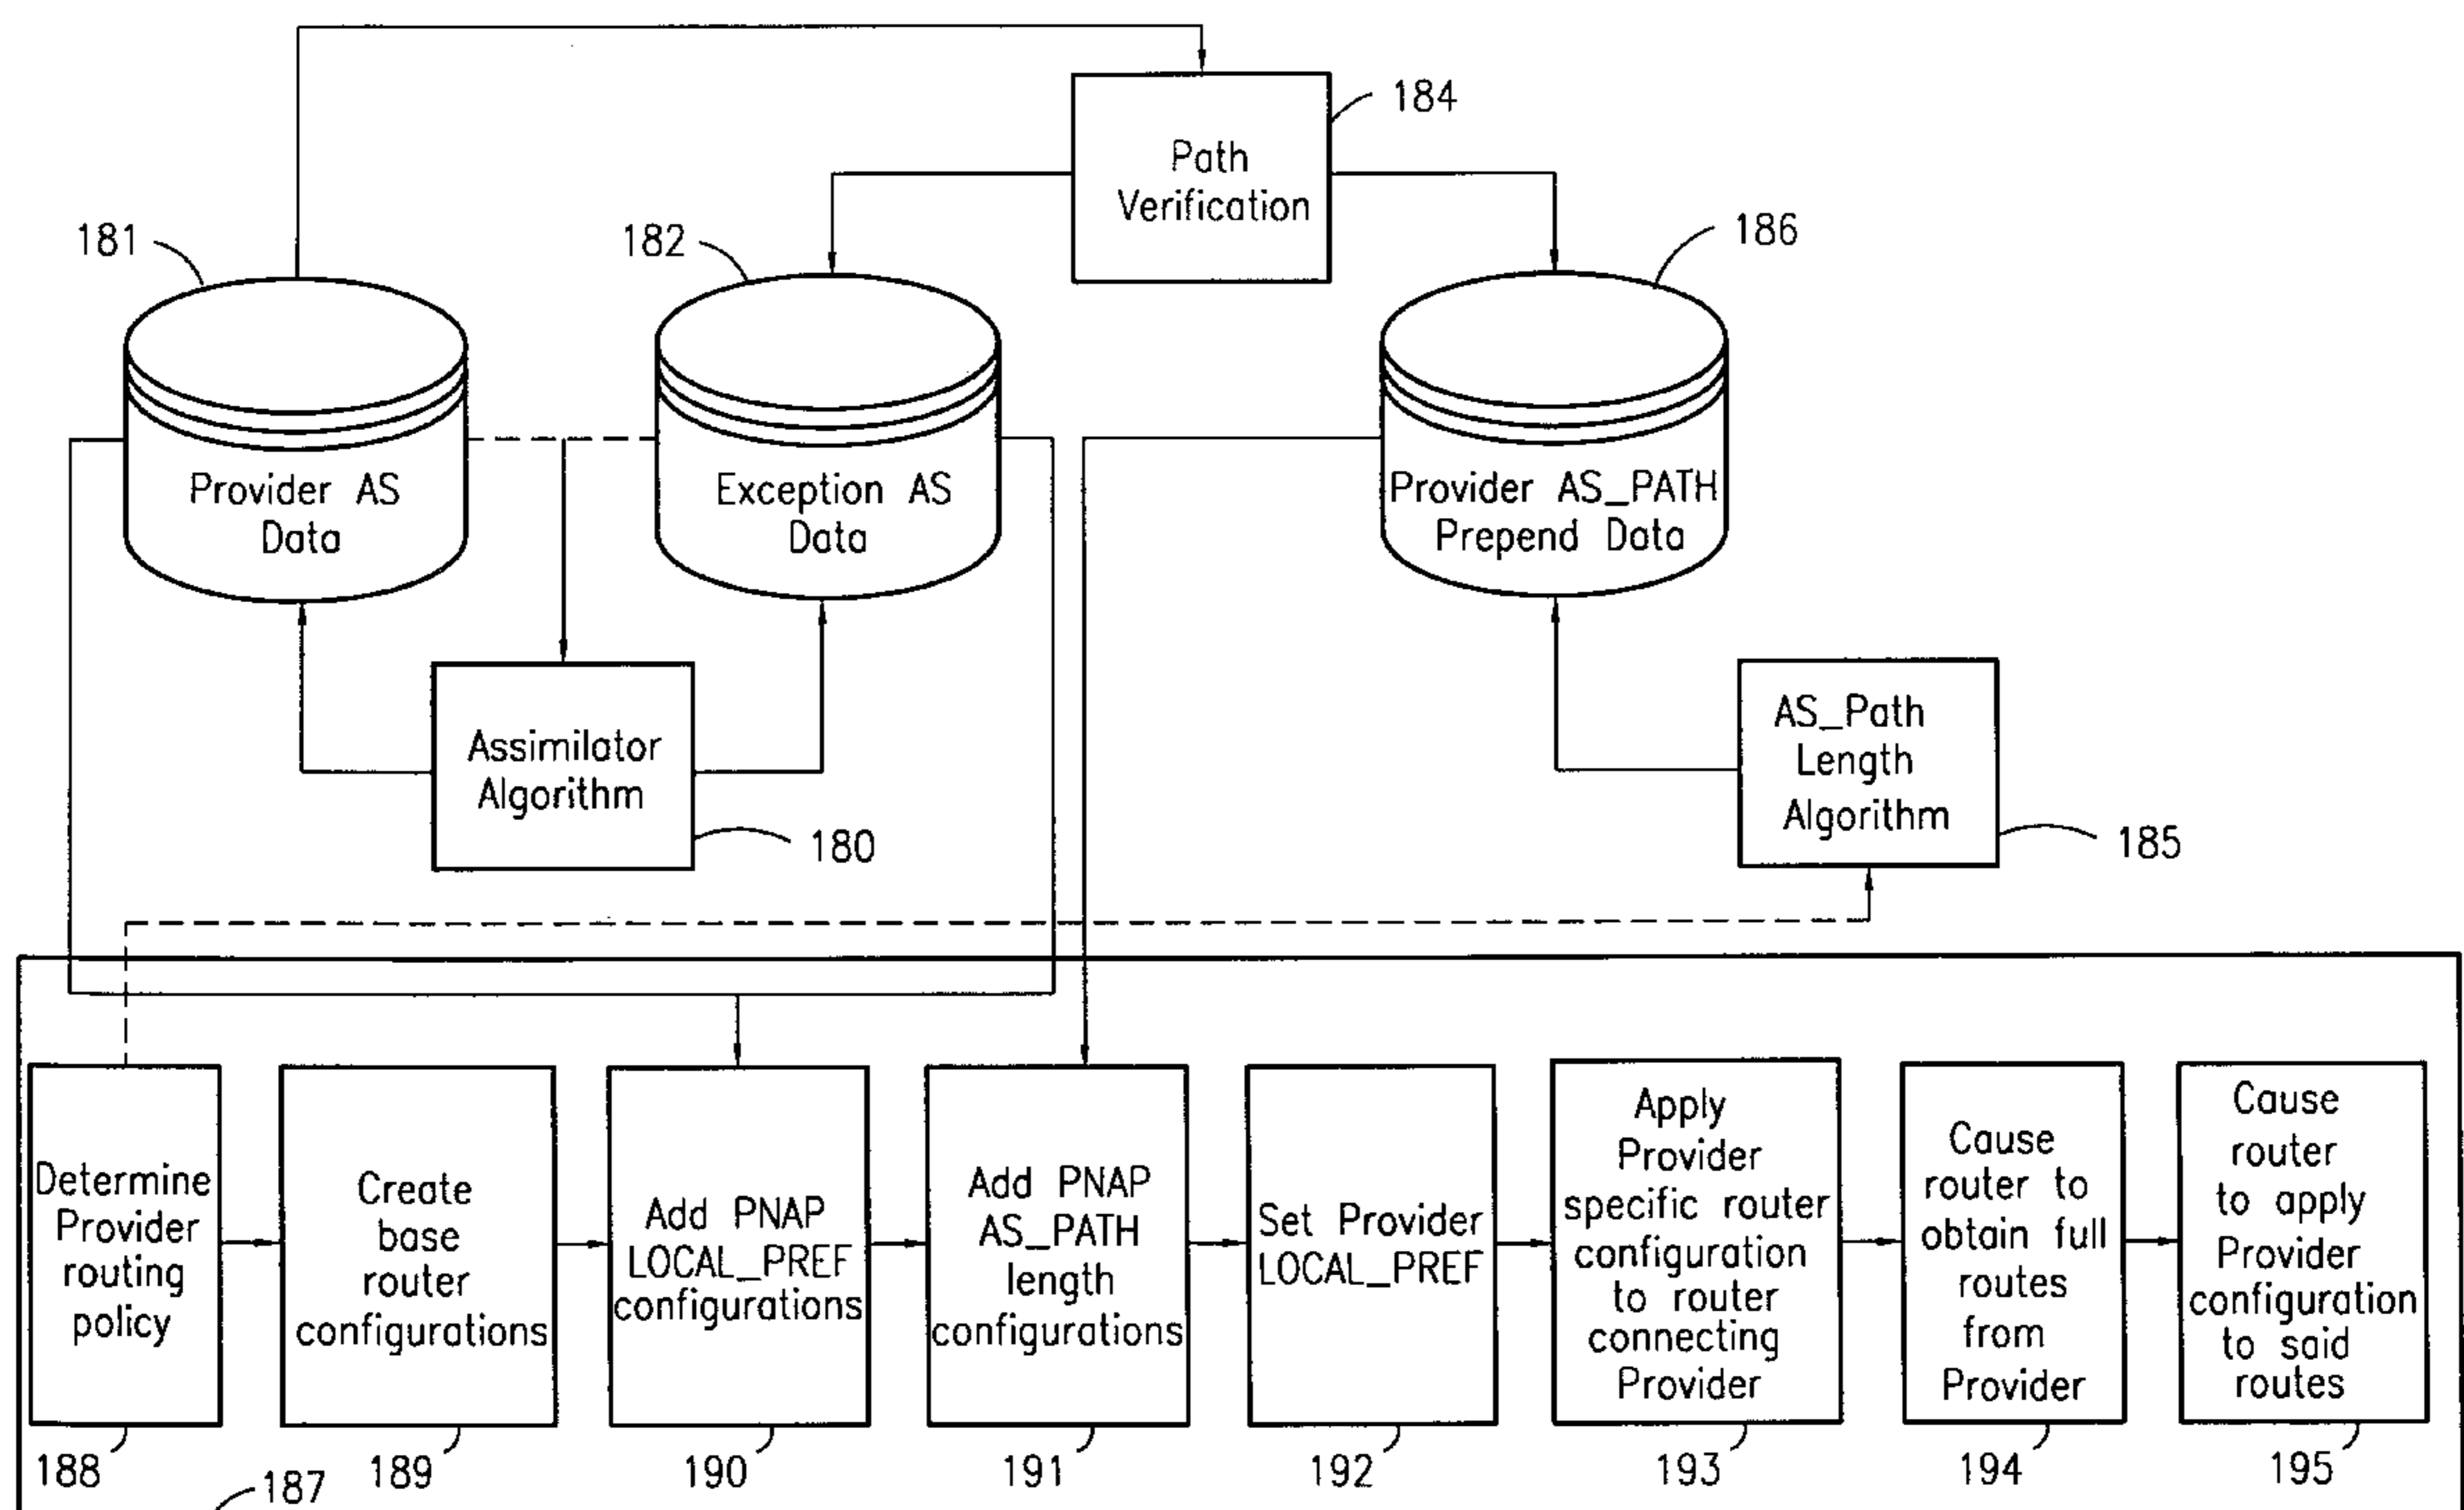 184
Path
Verification
181
182
186
Provider AS
Data
Exception AS
Data
Provider AS_PATH
Prepend Data
Assimilator
Algorithm
180
AS_Path
Length
Algorithm
185
Determine
Provider
routing
policy
Create
base
router
configurations
Add PNAP
LOCAL_PREF
configurations
Add PNAP
AS_PATH
length
configurations
Set Provider
LOCAL_PREF
Apply
Provider
specific router
configuration
to router
connecting
Provider
Cause
router to
obtain full
routes
from
Provider
Cause
router
to apply
Provider
configuration
to said
routes
188
189
190
191
192
193
194
195
187